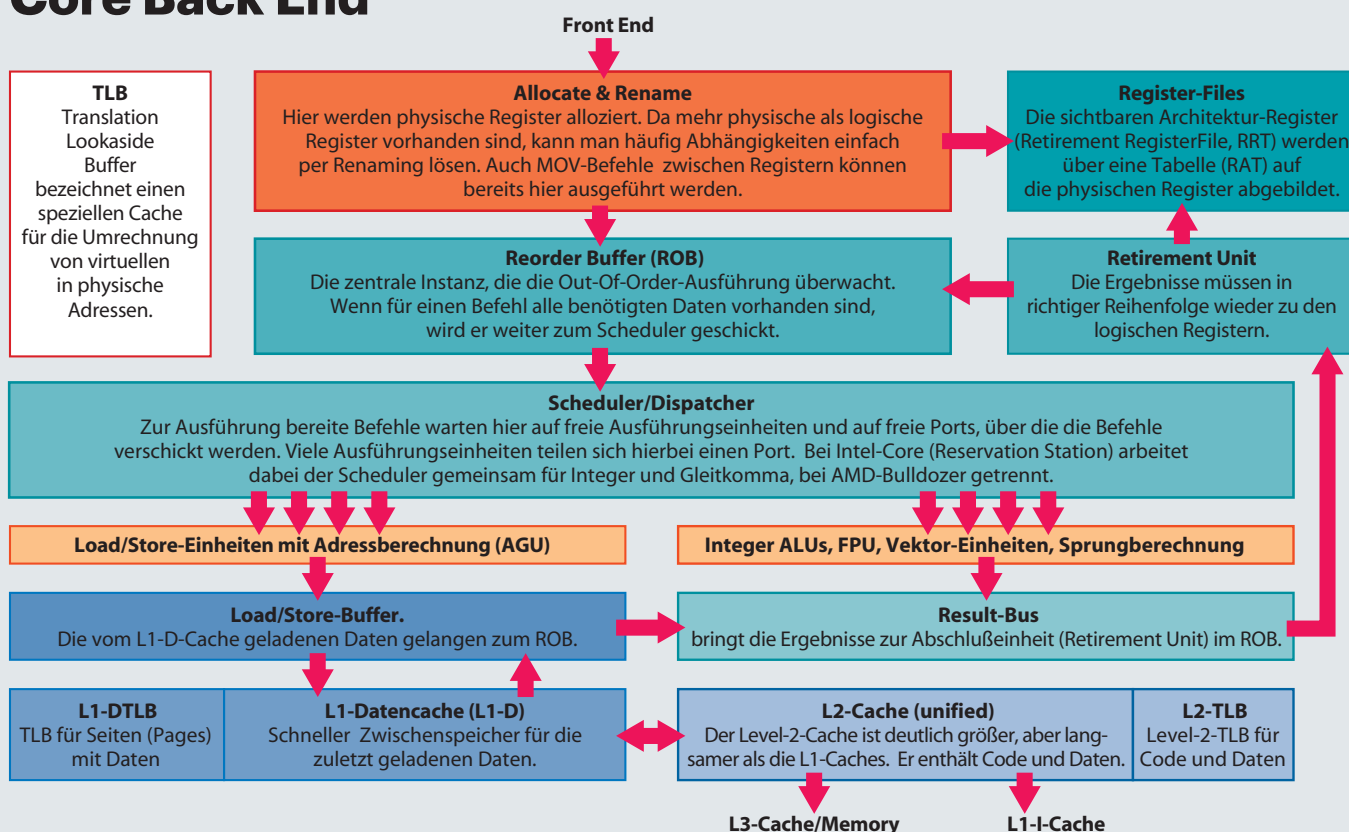 Core Back End
Front End
TLB
Translation
Lookaside
Buffer
bezeichnet einen
speziellen Cache
für die Umrechnung
von virtuellen
in physische
Adressen.
Allocate & Rename
Hier werden physische Register alloziert. Da mehr physische als logische
Register vorhanden sind, kann man häufig Abhängigkeiten einfach
per Renaming lösen. Auch MOV-Befehle zwischen Registern können
bereits hier ausgeführt werden.
Register-Files
Die sichtbaren Architektur-Register
(Retirement RegisterFile, RRT) werden
über eine Tabelle (RAT) auf
die physischen Register abgebildet.
Reorder Buffer (ROB)
Die zentrale Instanz, die die Out-Of-Order-Ausführung überwacht.
Wenn für einen Befehl alle benötigten Daten vorhanden sind,
wird er weiter zum Scheduler geschickt.
Retirement Unit
Die Ergebnisse müssen in
richtiger Reihenfolge wieder zu den
logischen Registern.
Scheduler/Dispatcher
Zur Ausführung bereite Befehle warten hier auf freie Ausführungseinheiten und auf freie Ports, über die die Befehle
verschickt werden. Viele Ausführungseinheiten teilen sich hierbei einen Port. Bei Intel-Core (Reservation Station) arbeitet
dabei der Scheduler gemeinsam für Integer und Gleitkomma, bei AMD-Bulldozer getrennt.
Load/Store-Einheiten mit Adressberechnung (AGU)
Integer ALUs, FPU, Vektor-Einheiten, Sprungberechnung
Load/Store-Buffer.
Die vom L1-D-Cache geladenen Daten gelangen zum ROB.
Result-Bus
bringt die Ergebnisse zur Abschlußeinheit (Retirement Unit) im ROB.
L1-DTLB
TLB für Seiten (Pages)
mit Daten
L1-Datencache (L1-D)
Schneller Zwischenspeicher für die
zuletzt geladenen Daten.
L2-Cache (unified)
Der Level-2-Cache ist deutlich größer, aber lang-
samer als die L1-Caches. Er enthält Code und Daten.
L2-TLB
Level-2-TLB für
Code und Daten
L3-Cache/Memory
L1-I-Cache